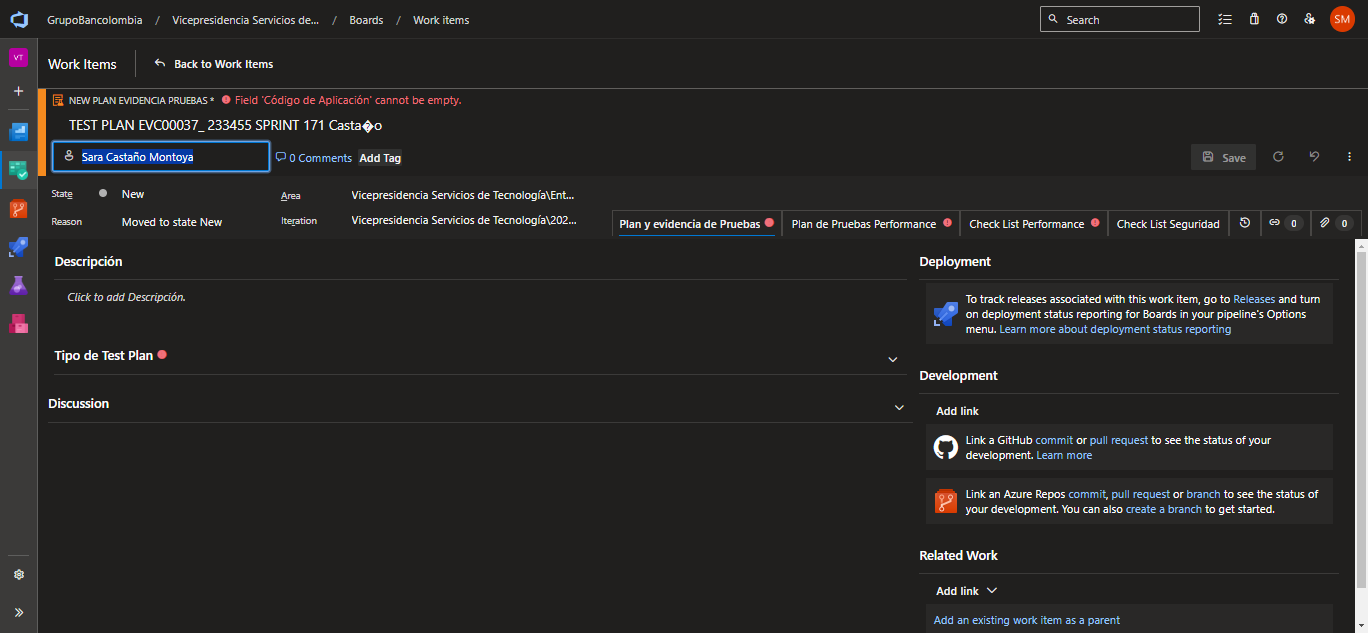 GrupoBancolombia / Vicepresidencia Servicios de... / Boards / Work items
Search
SM
VT
Work Items
Back to Work Items
NEW PLAN EVIDENCIA PRUEBAS * Field 'Código de Aplicación' cannot be empty.
TEST PLAN EVC00037_ 233455 SPRINT 171 Casta�o
Sara Castaño Montoya
0 Comments
Add Tag
Save
State
New
Area
Vicepresidencia Servicios de Tecnología\Ent...
Reason
Moved to state New
Iteration
Vicepresidencia Servicios de Tecnología\202...
Plan y evidencia de Pruebas
Plan de Pruebas Performance
Check List Performance
Check List Seguridad
0
0
Descripción
Click to add Descripción.
Tipo de Test Plan
Discussion
Deployment
To track releases associated with this work item, go to Releases and turn
on deployment status reporting for Boards in your pipeline's Options
menu. Learn more about deployment status reporting
Development
Add link
Link a GitHub commit or pull request to see the status of your
development. Learn more
Link an Azure Repos commit, pull request or branch to see the status of
your development. You can also create a branch to get started.
Related Work
Add link
Add an existing work item as a parent